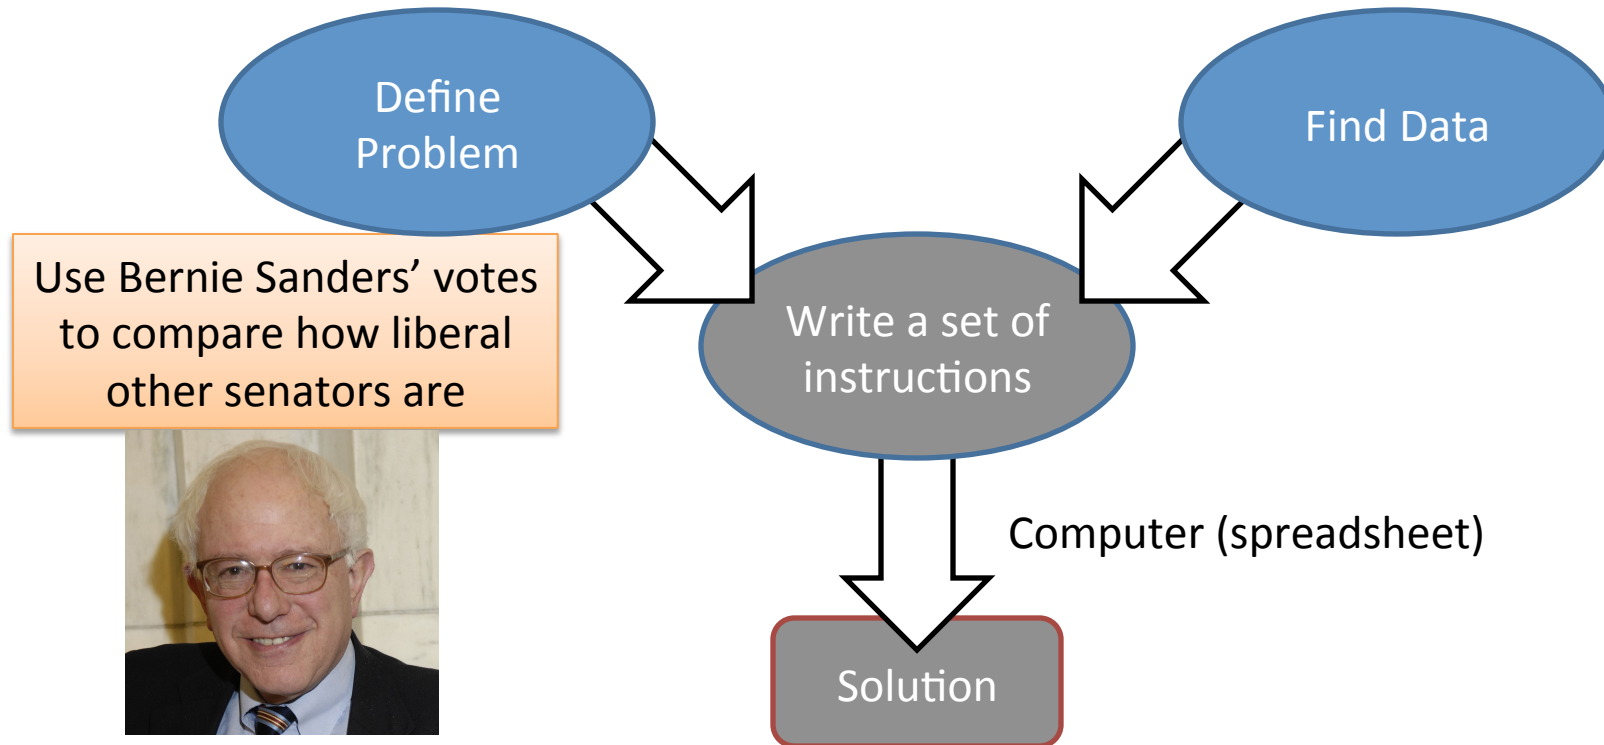 Define
Problem
Find Data
Use Bernie Sanders’ votes
to compare how liberal
other senators are
Write a set of
instructions
Computer (spreadsheet)
Solution